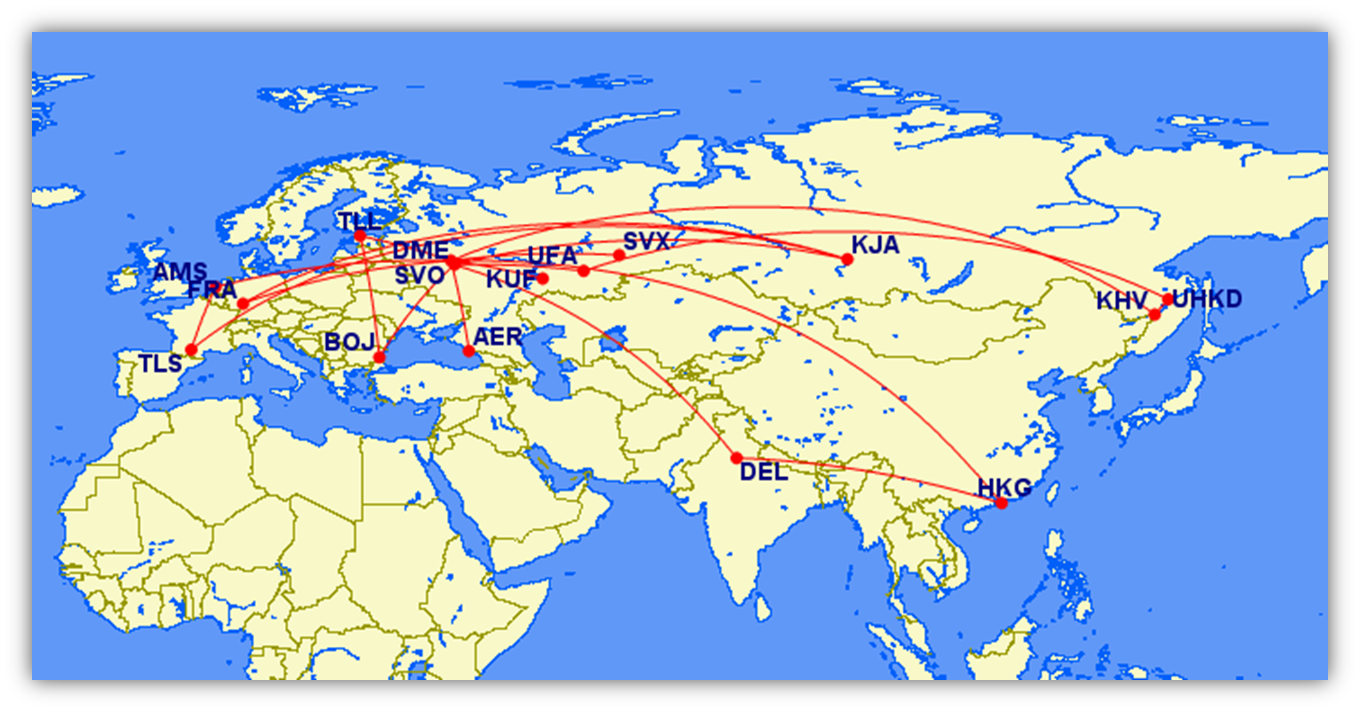 TLL
DME
SVX
KJA
UFA
AMS
SVO
KUF
FRA
KHV
UHKD
BOJ
AER
TLS
DEL
HKG